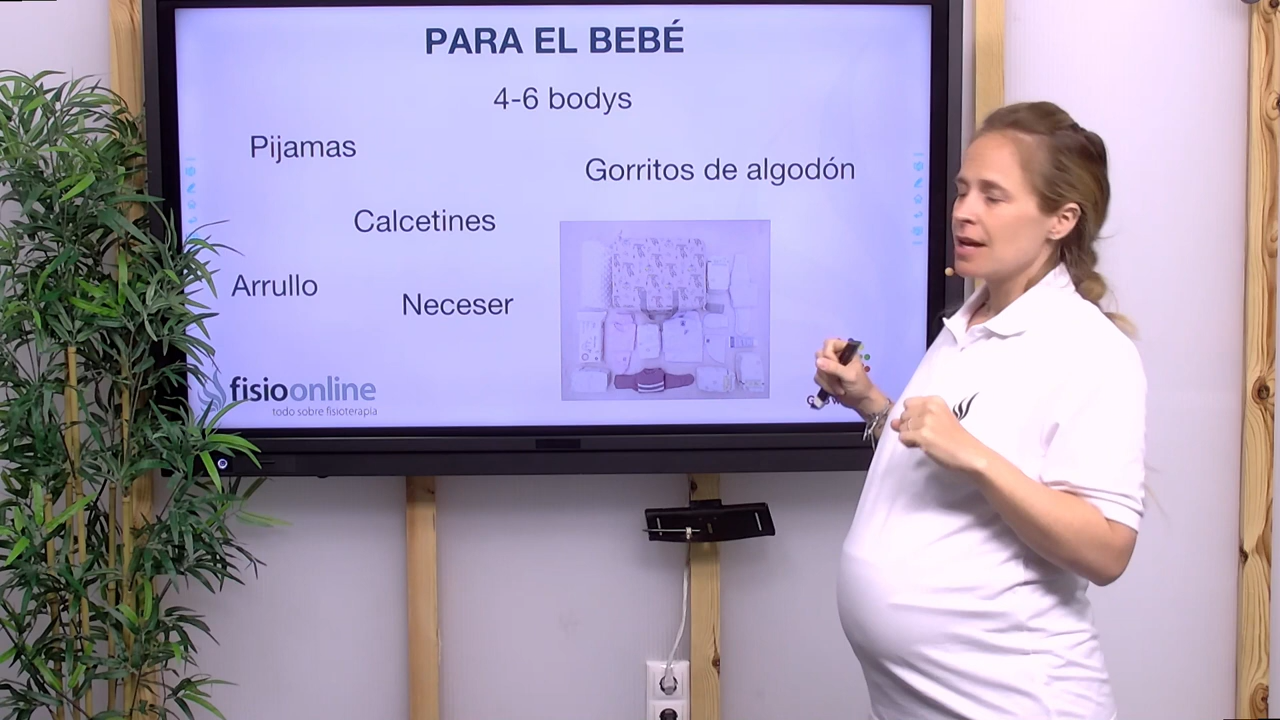 PARA EL BEBÉ
4-6 bodys
Pijamas
Gorritos de algodón
Calcetines
Arrullo
Neceser
fisioonline
todo sobre fisioterapia